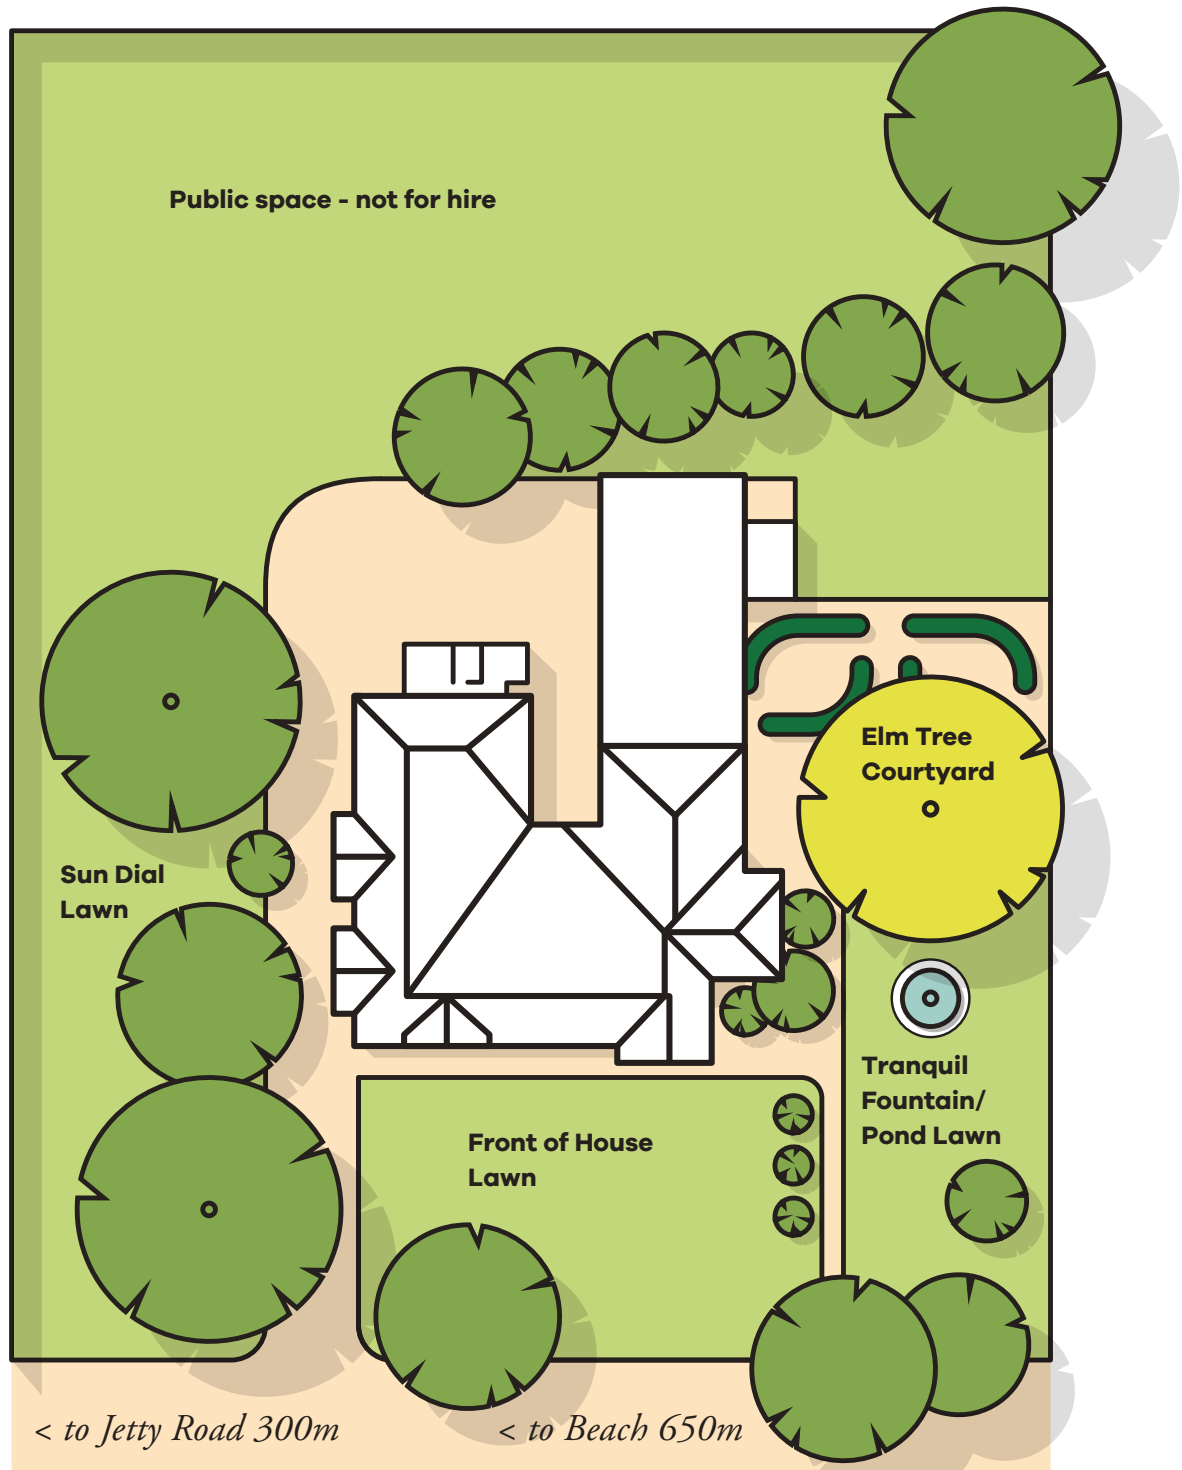 Public space - not for hire
Elm Tree
Courtyard
Sun Dial
Lawn
Tranquil
Fountain/
Pond Lawn
Front of House
Lawn
< to Jetty Road 300m
< to Beach 650m